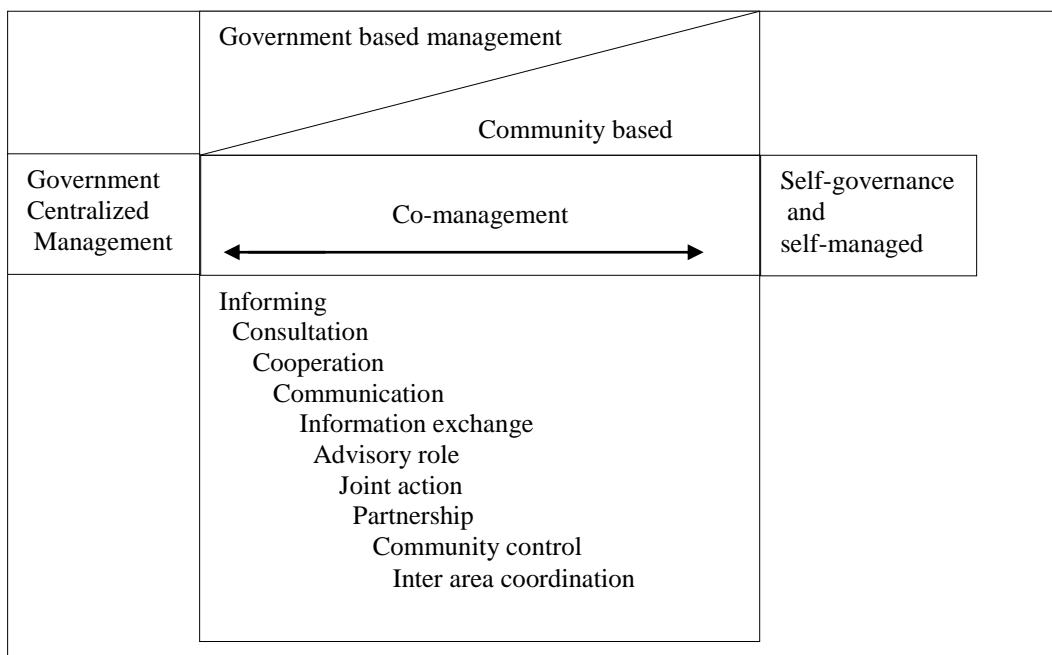 Government based management
Community based
Government
Centralized
Management
Co-management
Self-governance
and
self-managed
Informing
Consultation
Cooperation
Communication
Information exchange
Advisory role
Joint action
Partnership
Community control
Inter area coordination